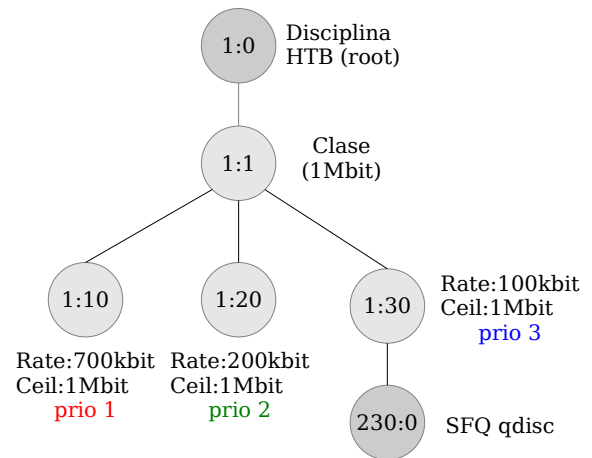 1:0
Disciplina
HTB (root)
1:1
Clase
(1Mbit)
1:10
Rate:700kbit
Ceil:1Mbit
prio 1
1:20
Rate:200kbit
Ceil:1Mbit
prio 2
1:30
Rate:100kbit
Ceil:1Mbit
prio 3
230:0
SFQ qdisc